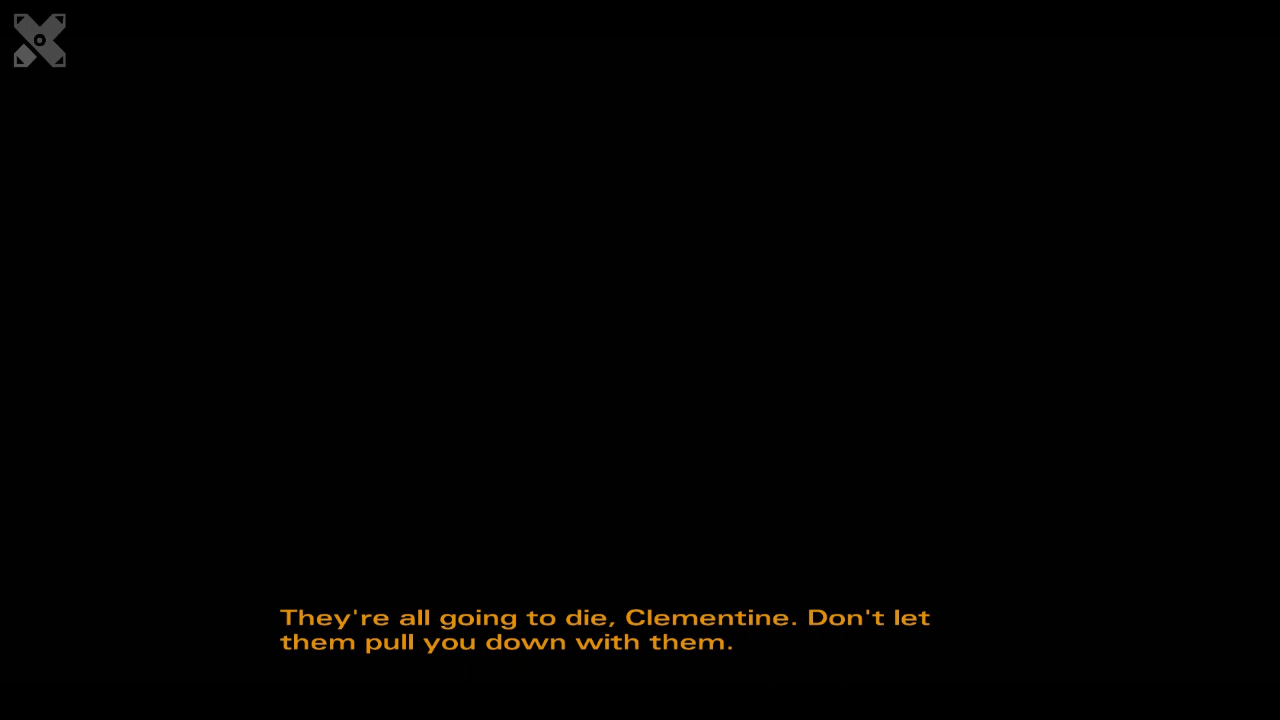 They're all going to die, Clementine. Don't let
them pull you down with them.